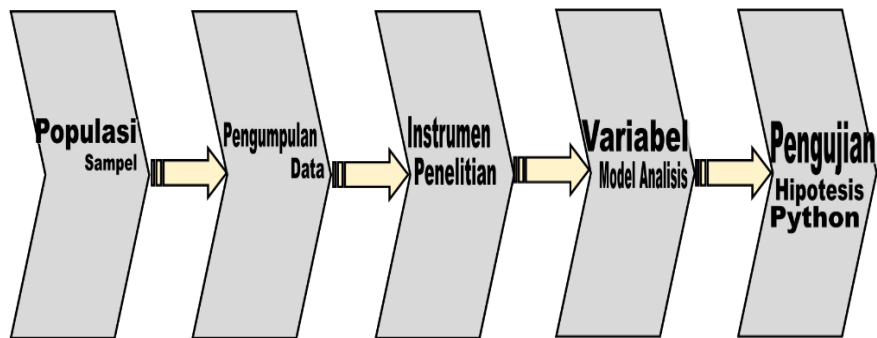 Populasi
Sampel
Pengumpulan
Data
Instrumen
Penelitian
Variabel
Model Analisis
Pengujian
Hipotesis
Python